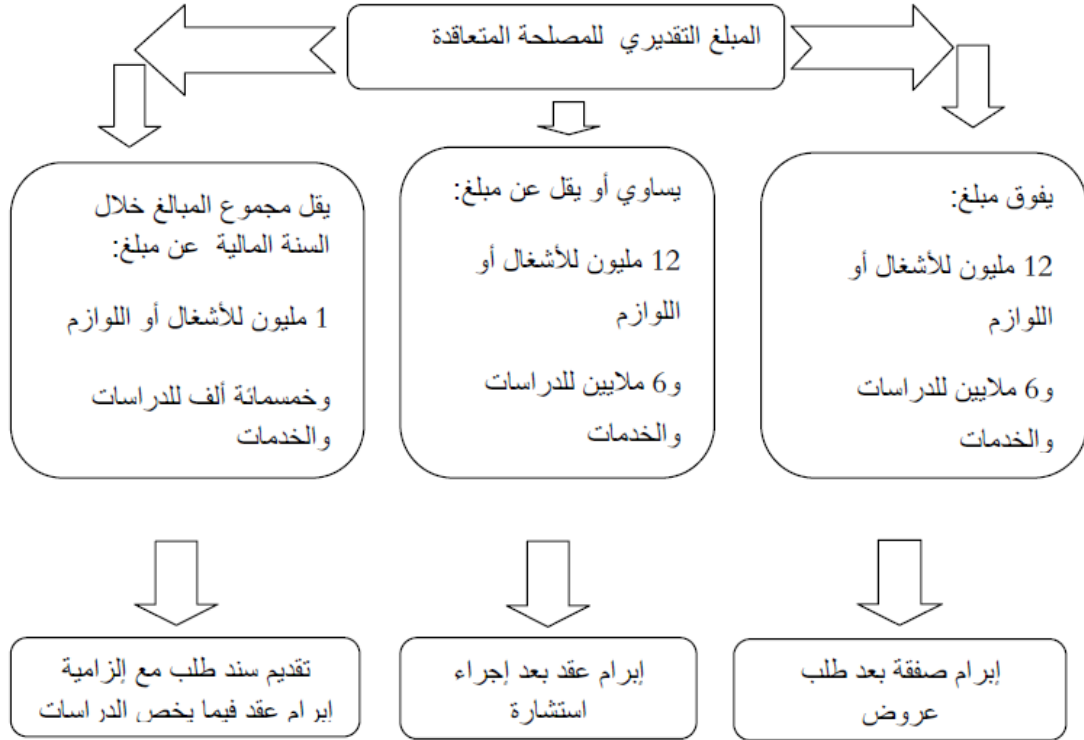 المبلغ التقديري للمصلحة المتعاقدة
يفوق مبلغ:
12 مليون للأشغال أو
اللوازم
و6 ملايين للدراسات
والخدمات
يساوي أو يقل عن مبلغ:
12 مليون للأشغال أو
اللوازم
و6 ملايين للدراسات
والخدمات
يقل مجموع المبالغ خلال
السنة المالية عن مبلغ:
1 مليون للأشغال أو اللوازم
وخمسمائة ألف للدراسات
والخدمات
إبرام صفقة بعد طلب
عروض
إبرام عقد بعد إجراء
استشارة
تقديم سند طلب مع إلزامية
إبرام عقد فيما يخص الدراسات